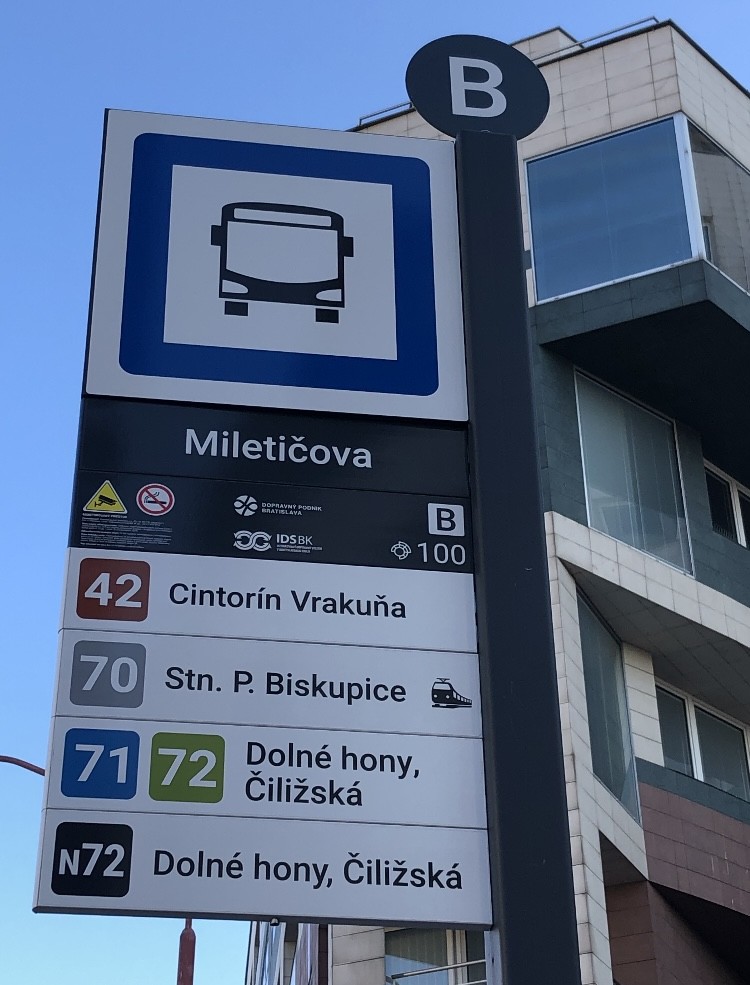 B
Miletičova
DOPRAVNÝ PODNIK
BRATISLAVA
B
IDS BK
100
42 Cintorín Vrakuňa
70 Stn. P. Biskupice
71 72 Dolné hony,
Čiližská
N72 Dolné hony, Čiližská